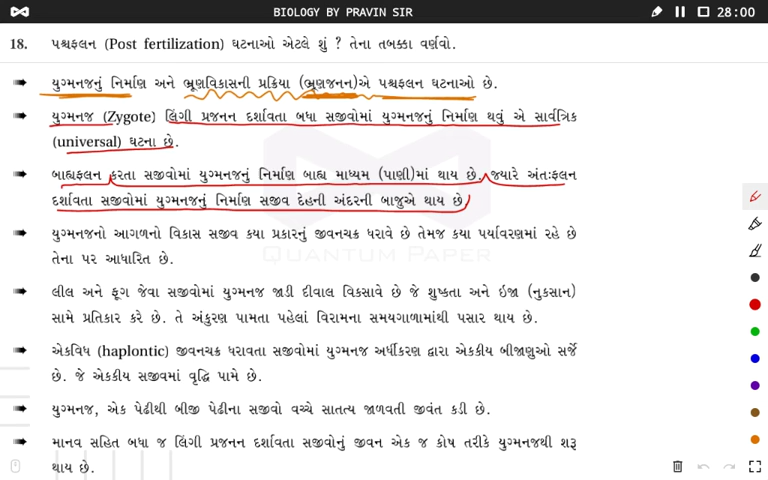 BIOLOGY BY PRAVIN SIR
28:00
18. પશ્ચફલન (Post fertilization) ઘટનાઓ એટલે શું ? તેના તબક્કા વર્ણવો.
➠ યુગ્મનજનું નિર્માણ અને ભ્રૂણવિકાસની પ્રક્રિયા (ભ્રૂણજનન)એ પશ્ચફલન ઘટનાઓ છે.
➠ યુગ્મનજ (Zygote) લિંગી પ્રજનન દર્શાવતા બધા સજીવોમાં યુગ્મનજનું નિર્માણ થવું એ સાર્વત્રિક
(universal) ઘટના છે.
➠ બાહ્યફલન કરતા સજીવોમાં યુગ્મનજનું નિર્માણ બાહ્ય માધ્યમ (પાણી)માં થાય છે. જ્યારે અંતઃફલન
દર્શાવતા સજીવોમાં યુગ્મનજનું નિર્માણ સજીવ દેહની અંદરની બાજુએ થાય છે.
➠ યુગ્મનજનો આગળનો વિકાસ સજીવ કયા પ્રકારનું જીવનચક્ર ધરાવે છે તેમજ કયા પર્યાવરણમાં રહે છે
તેના પર આધારિત છે.
QUANTUM PAPER
➠ લીલ અને ફૂગ જેવા સજીવોમાં યુગ્મનજ જાડી દીવાલ વિકસાવે છે જે શુષ્કતા અને ઇજા (નુકસાન)
સામે પ્રતિકાર કરે છે. તે અંકુરણ પામતા પહેલાં વિરામના સમયગાળામાંથી પસાર થાય છે.
➠ એકવિધ (haplontic) જીવનચક્ર ધરાવતા સજીવોમાં યુગ્મનજ અર્ધીકરણ દ્વારા એકકીય બીજાણુઓ સર્જે
છે. જે એકકીય સજીવમાં વૃદ્ધિ પામે છે.
➠ યુગ્મનજ, એક પેઢીથી બીજી પેઢીના સજીવો વચ્ચે સાતત્ય જાળવતી જીવંત કડી છે.
➠ માનવ સહિત બધા જ લિંગી પ્રજનન દર્શાવતા સજીવોનું જીવન એક જ કોષ તરીકે યુગ્મનજથી શરૂ
થાય છે.